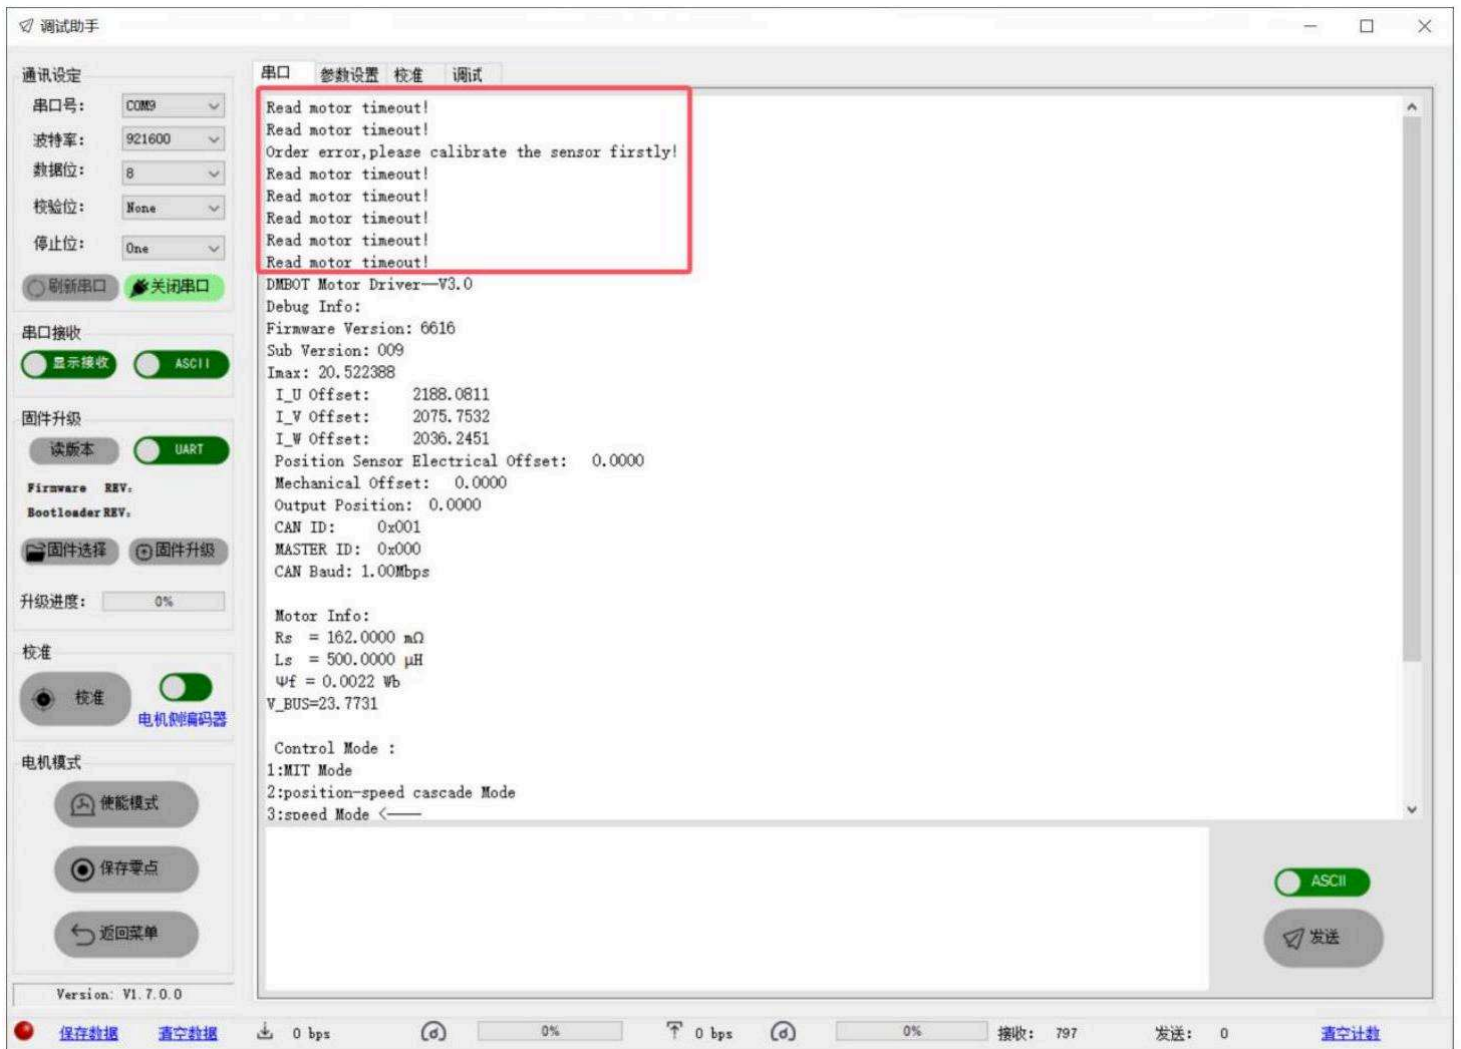 调试助手
通讯设定
串口号: COM9
波特率: 921600
数据位: 8
校验位: None
停止位: One
刷新串口 关闭串口
串口接收
显示接收 ASCII
固件升级
读版本 UART
Firmware REV:
Bootloader REV:
固件选择 固件升级
升级进度: 0%
校准
校准
电机侧编码器
电机模式
使能模式
保存零点
返回菜单
Version: V1.7.0.0
串口 参数设置 校准 调试
Read motor timeout!
Read motor timeout!
Order error,please calibrate the sensor firstly!
Read motor timeout!
Read motor timeout!
Read motor timeout!
Read motor timeout!
Read motor timeout!
DMBOT Motor Driver——V3.0
Debug Info:
Firmware Version: 6616
Sub Version: 009
Imax: 20.522388
I_U Offset: 2188.0811
I_V Offset: 2075.7532
I_W Offset: 2036.2451
Position Sensor Electrical Offset: 0.0000
Mechanical Offset: 0.0000
Output Position: 0.0000
CAN ID: 0x001
MASTER ID: 0x000
CAN Baud: 1.00Mbps
Motor Info:
Rs = 162.0000 mΩ
Ls = 500.0000 μH
Ψf = 0.0022 Wb
V_BUS=23.7731
Control Mode :
1:MIT Mode
2:position-speed cascade Mode
3:speed Mode <——
ASCII
发送
保存数据 清空数据 0 bps 0% 0 bps 0% 接收: 797 发送: 0 清空计数